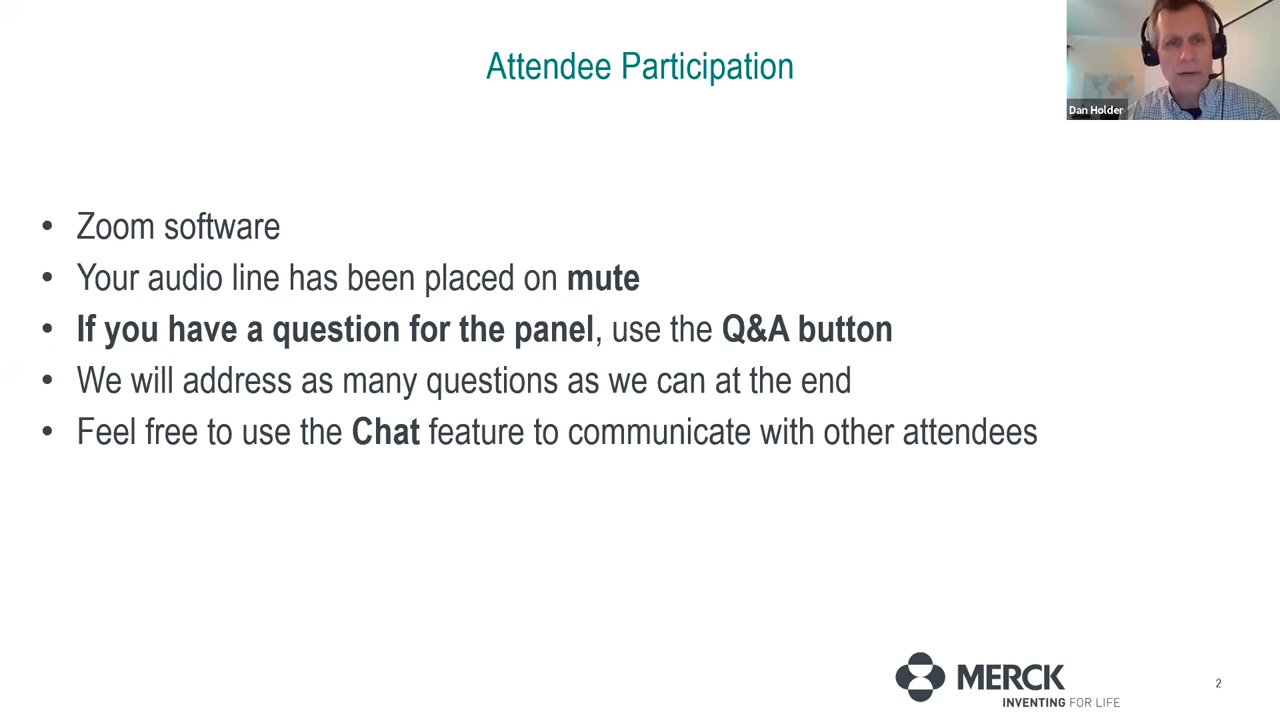 Attendee Participation
Dan Holder
• Zoom software
• Your audio line has been placed on mute
• If you have a question for the panel, use the Q&A button
• We will address as many questions as we can at the end
• Feel free to use the Chat feature to communicate with other attendees
MERCK
INVENTING FOR LIFE
2